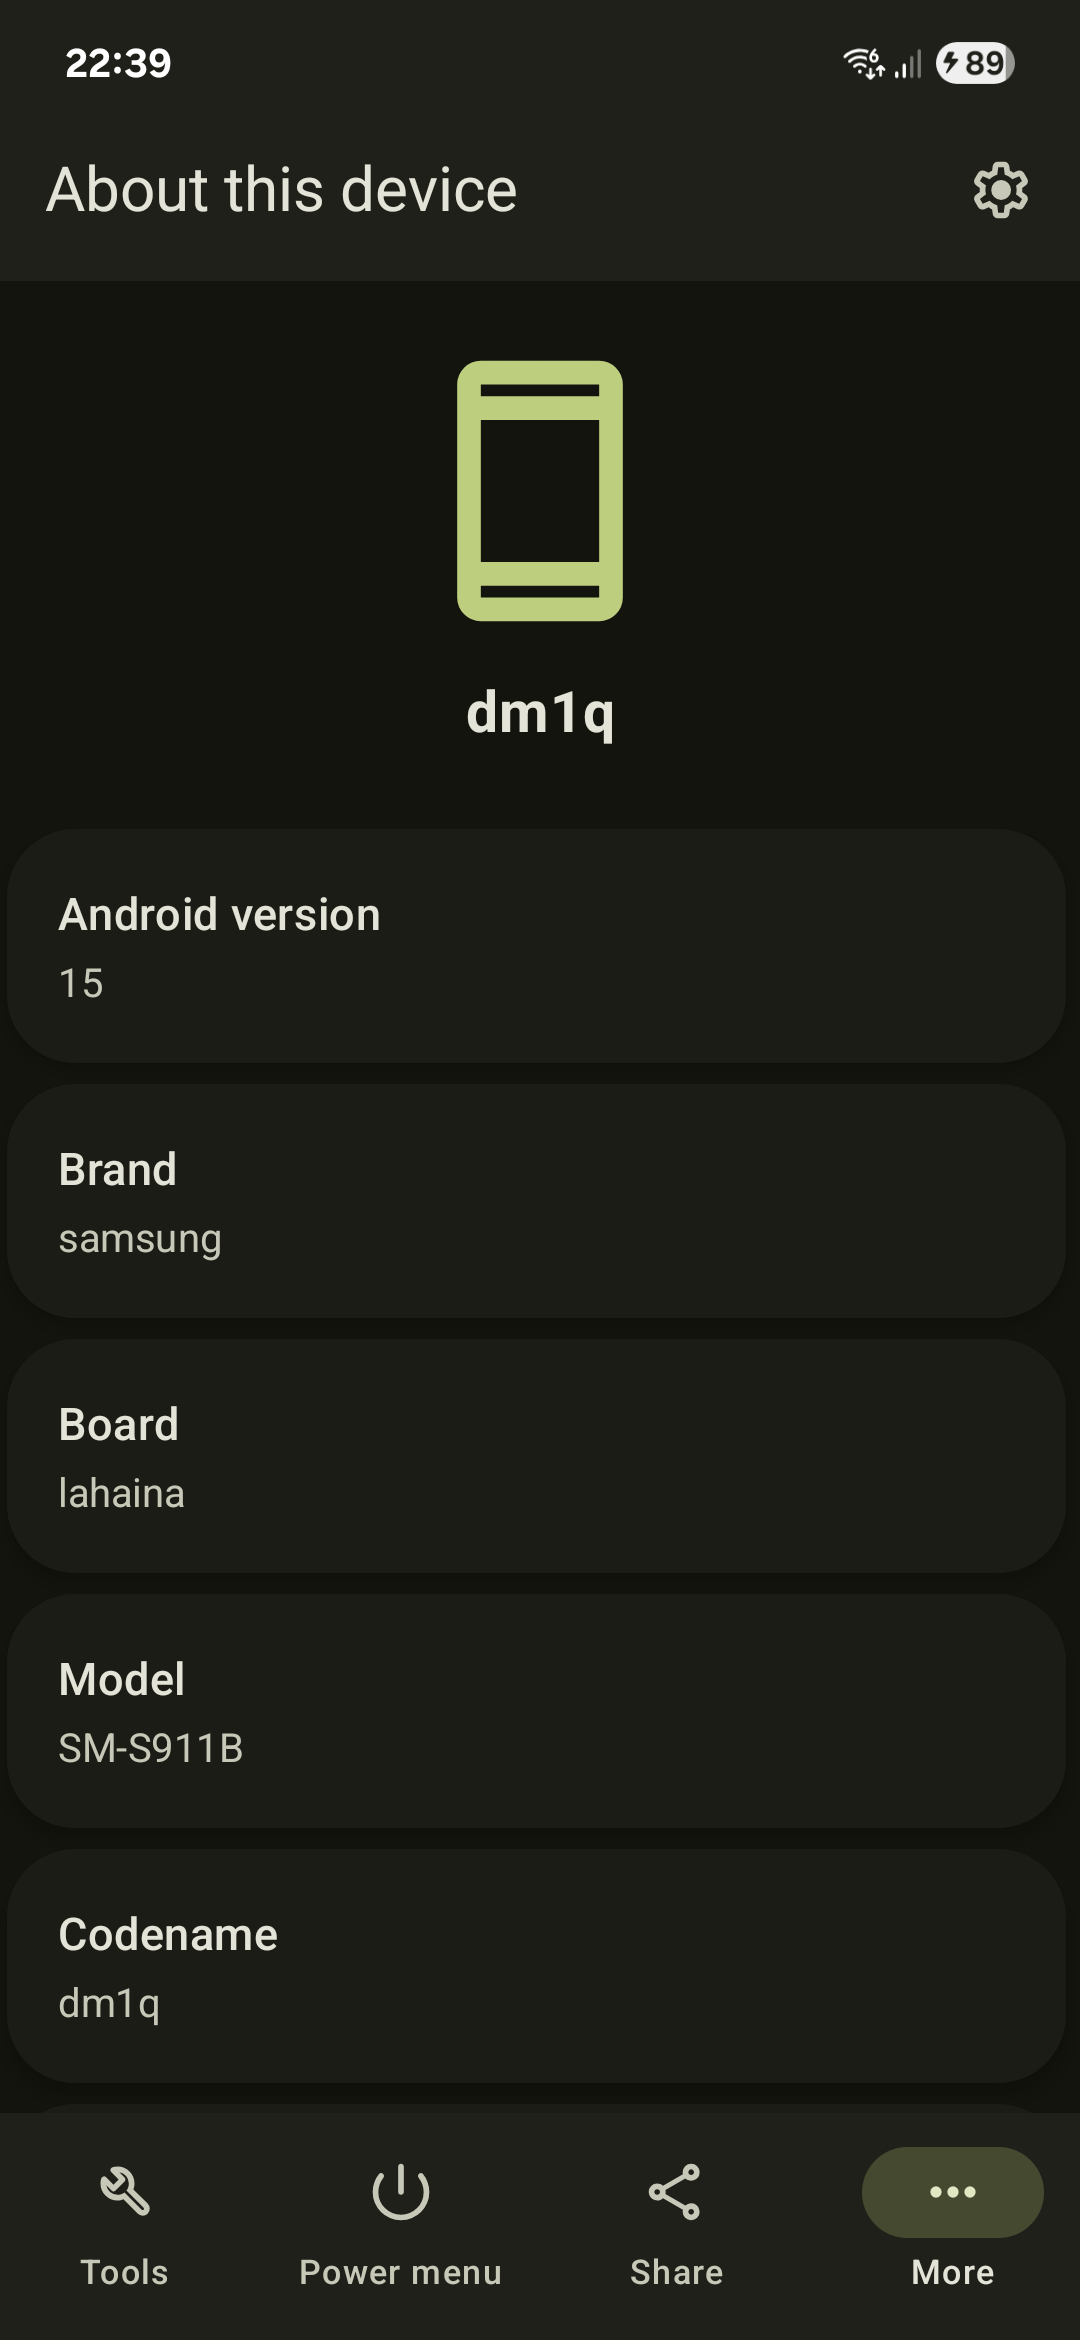 22:39
6
89
About this device
dm1q
Android version
15
Brand
samsung
Board
lahaina
Model
SM-S911B
Codename
dm1q
Tools
Power menu
Share
More